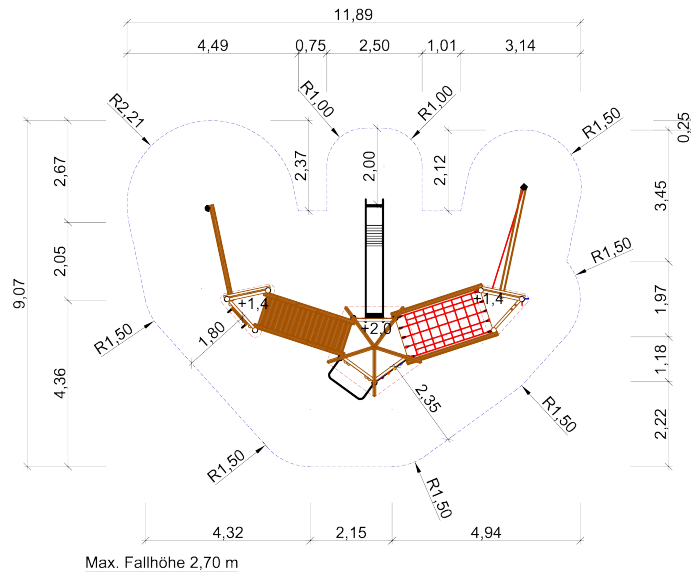 11,89
4,49 0,75 2,50 1,01 3,14
R2,21
R1,00
R1,00
R1,50
0,25
2,67
2,37
2,00
2,12
3,45
2,05
R1,50
9,07
+1,4
+1,4
1,97
+2,0
1,80
R1,50
1,18
4,36
2,35
R1,50
2,22
R1,50
R1,50
4,32 2,15 4,94
Max. Fallhöhe 2,70 m